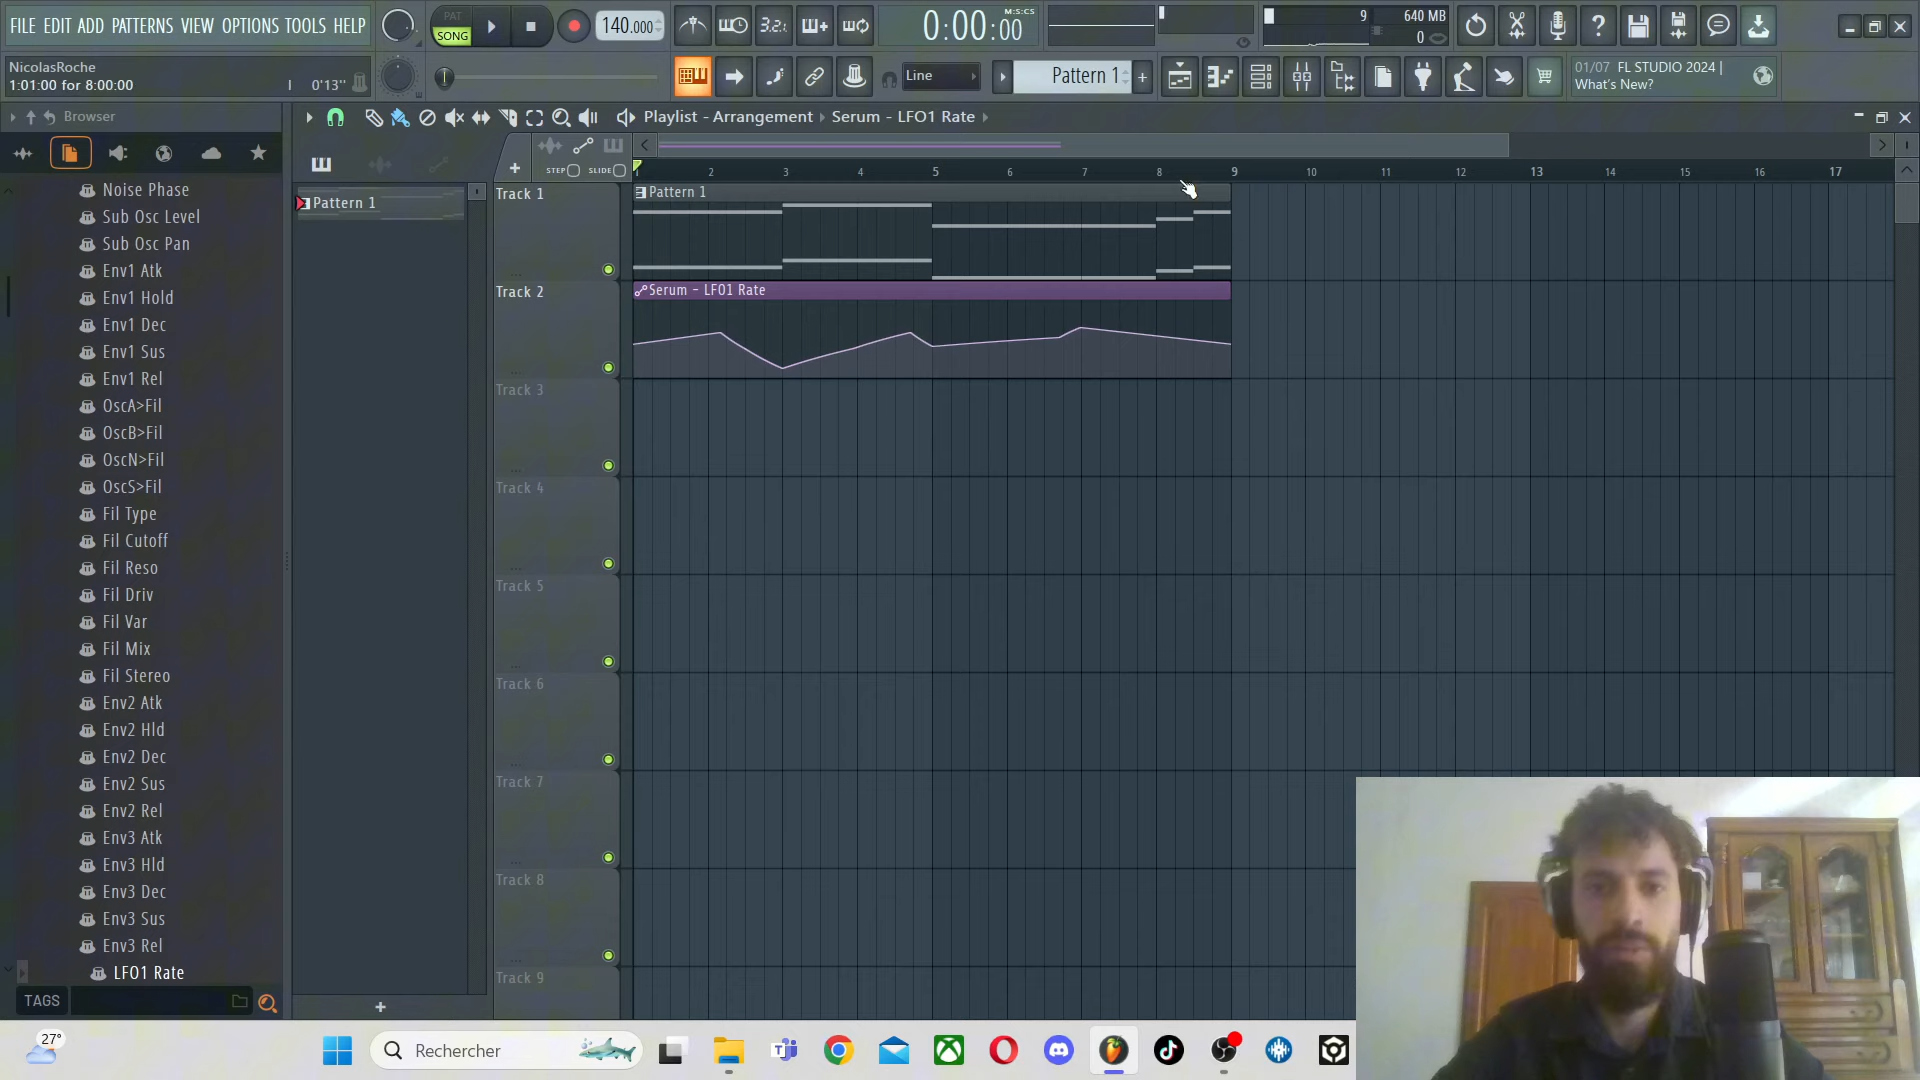 FILE EDIT ADD PATTERNS VIEW OPTIONS TOOLS HELP
PAT
SONG
140.000
3.2.
0:00:00
M:S:CS
9
640 MB
0
NicolasRoche
1:01:00 for 8:00:00
0'13"
Line
Pattern 1
01/07 FL STUDIO 2024 |
What's New?
Browser
Playlist - Arrangement
Serum - LFO1 Rate
STEP
SLIDE
1 2 3 4 5 6 7 8 9 10 11 12 13 14 15 16 17
Noise Phase
Sub Osc Level
Sub Osc Pan
Env1 Atk
Env1 Hold
Env1 Dec
Env1 Sus
Env1 Rel
OscA>Fil
OscB>Fil
OscN>Fil
OscS>Fil
Fil Type
Fil Cutoff
Fil Reso
Fil Driv
Fil Var
Fil Mix
Fil Stereo
Env2 Atk
Env2 Hld
Env2 Dec
Env2 Sus
Env2 Rel
Env3 Atk
Env3 Hld
Env3 Dec
Env3 Sus
Env3 Rel
LFO1 Rate
TAGS
Pattern 1
Track 1
Pattern 1
Track 2
Serum - LFO1 Rate
Track 3
Track 4
Track 5
Track 6
Track 7
Track 8
Track 9
27°
Rechercher